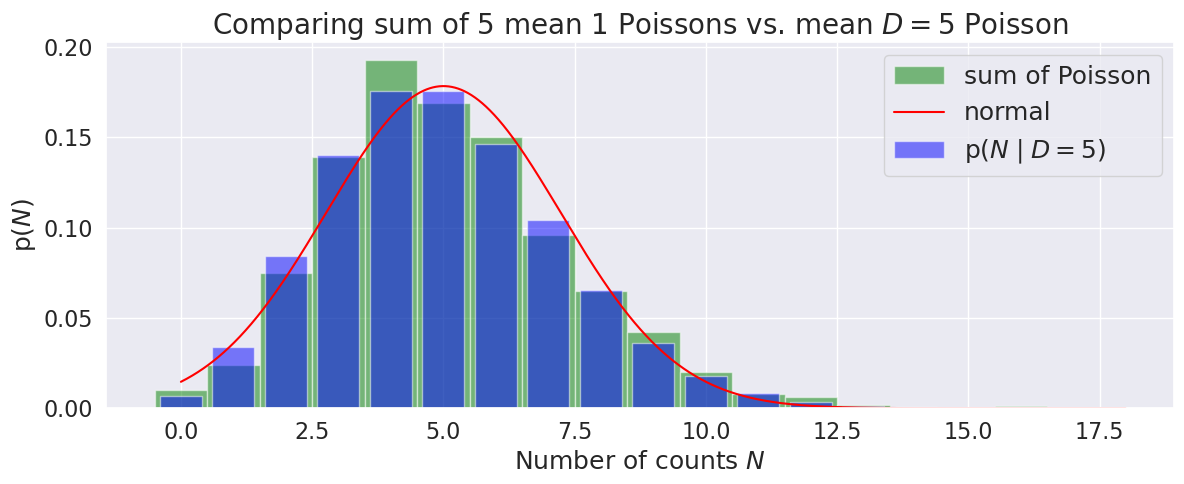 Comparing sum of 5 mean 1 Poissons vs. mean D = 5 Poisson
0.20
0.15
0.10
0.05
0.00
p(N)
sum of Poisson
normal
p(N | D = 5)
0.0 2.5 5.0 7.5 10.0 12.5 15.0 17.5
Number of counts N